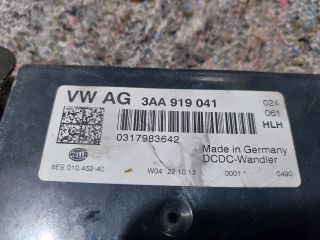 VW AG 3AA 919 041
024
061
HLH
0317983642
HELLA
Made in Germany
DCDC-Wandler
8ES 010.452-40
W04 22.10.13
0001
0490